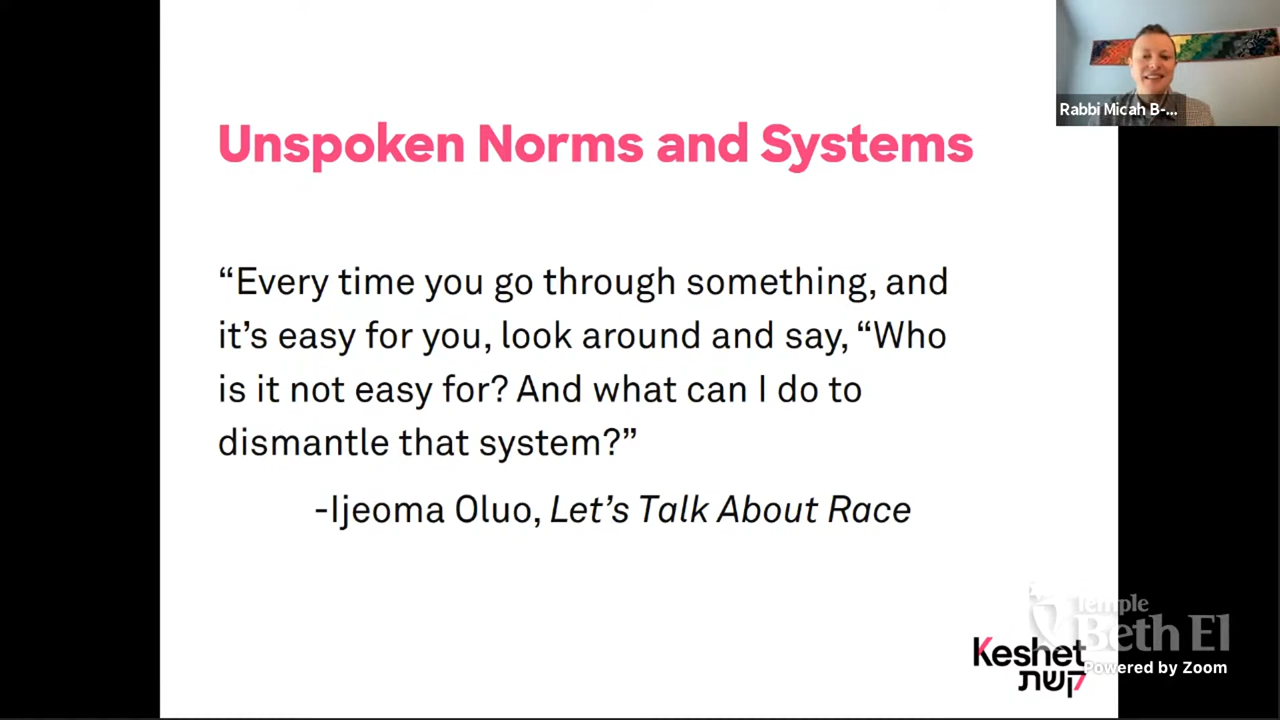 Rabbi Micah B-...
Unspoken Norms and Systems
“Every time you go through something, and
it’s easy for you, look around and say, “Who
is it not easy for? And what can I do to
dismantle that system?”
-Ijeoma Oluo, Let’s Talk About Race
Temple
Beth El
Keshet
Powered by Zoom
קשת